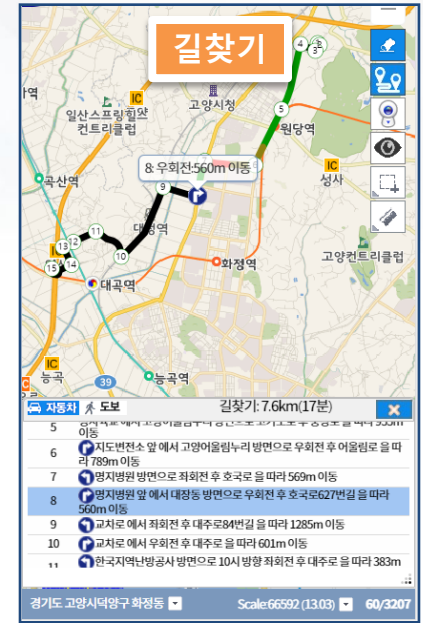 길찾기
4
3
5
고양시청
IC
일산스프링힐스
컨트리클럽
원당역
IC
성사
8: 우회전:560m 이동
곡산역
9
11
12
13
10
14
15
대곡역
화정역
고양컨트리클럽
IC
능곡
39
능곡역
자동차 도보
길찾기: 7.6km(17분)
5
이동
6 지도변전소 앞 에서 고양어울림누리 방면으로 우회전 후 어울림로 을 따
라 789m 이동
7 명지병원 방면으로 좌회전 후 호국로 을 따라 569m 이동
8 명지병원 앞 에서 대장동 방면으로 우회전 후 호국로627번길 을 따라
560m 이동
9 교차로 에서 좌회전 후 대주로84번길 을 따라 1285m 이동
10 교차로 에서 우회전 후 대주로 을 따라 601m 이동
11 한국지역난방공사 방면으로 10시 방향 좌회전 후 대주로 을 따라 383m
경기도 고양시덕양구 화정동
Scale:66592 (13.03)
60/3207